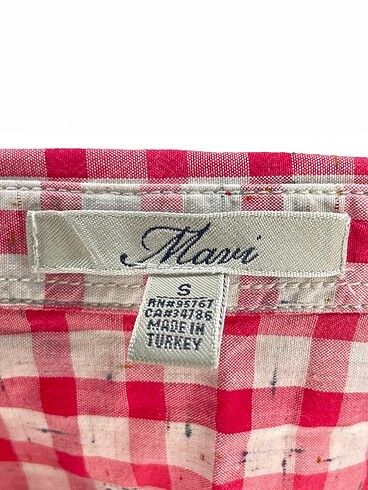 Mavi
S
RN#95767
CA#34786
MADE IN
TURKEY